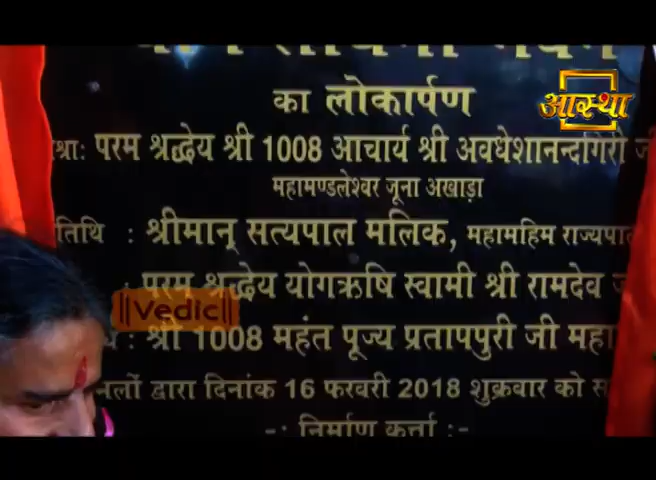 का लोकार्पण
आस्था
परम श्रद्धेय श्री 1008 आचार्य श्री अवधेशानन्दगिरी
महामण्डलेश्वर जूना अखाड़ा
तिथि : श्रीमान् सत्यपाल मलिक, महामहिम राज्यपाल
परम श्रद्धेय योगऋषि स्वामी श्री रामदेव
||Vedic||
: श्री 1008 महंत पूज्य प्रतापपुरी जी महा
द्वारा दिनांक 16 फरवरी 2018 शुक्रवार को
-: निर्माण कर्त्ता :-